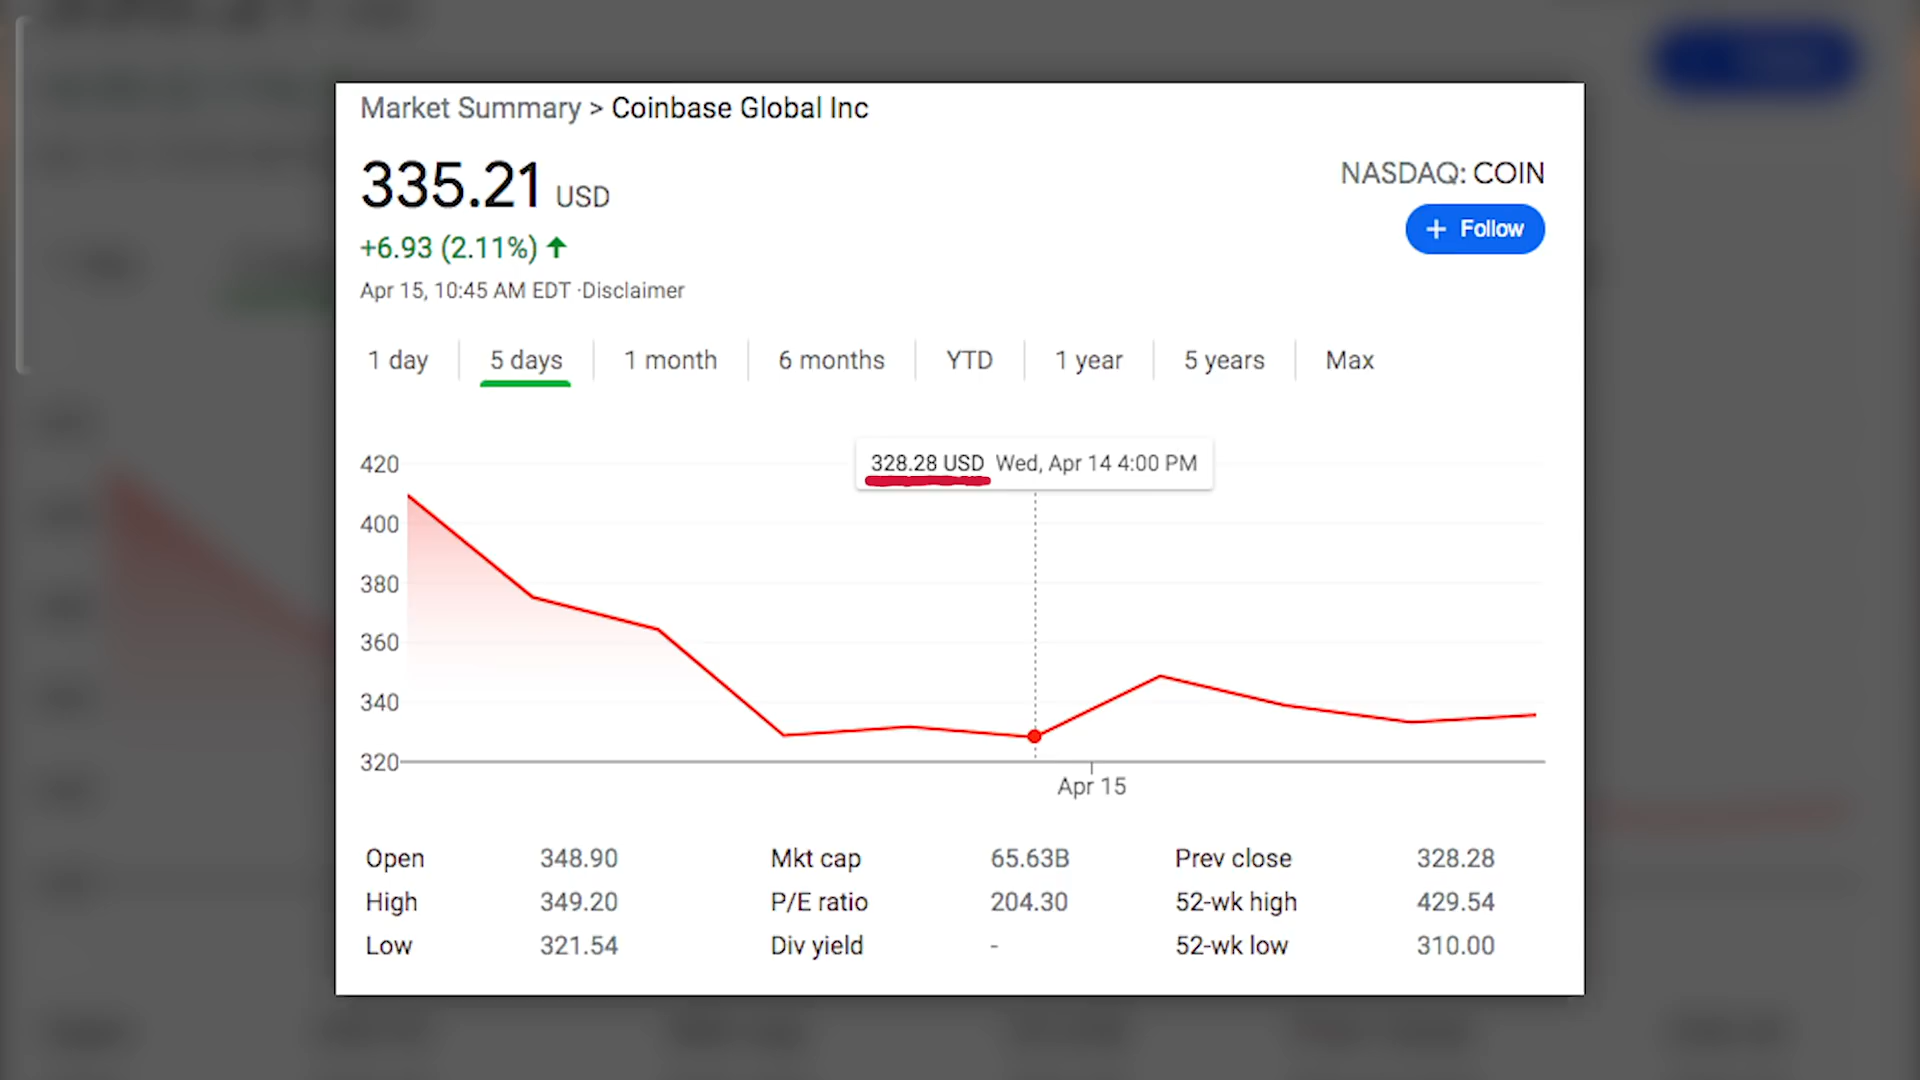 Market Summary > Coinbase Global Inc
335.21 USD
NASDAQ: COIN
+ Follow
+6.93 (2.11%) ↑
Apr 15, 10:45 AM EDT ·Disclaimer
1 day 5 days 1 month 6 months YTD 1 year 5 years Max
328.28 USD Wed, Apr 14 4:00 PM
420
400
380
360
340
320
Apr 15
Open 348.90 Mkt cap 65.63B Prev close 328.28
High 349.20 P/E ratio 204.30 52-wk high 429.54
Low 321.54 Div yield - 52-wk low 310.00